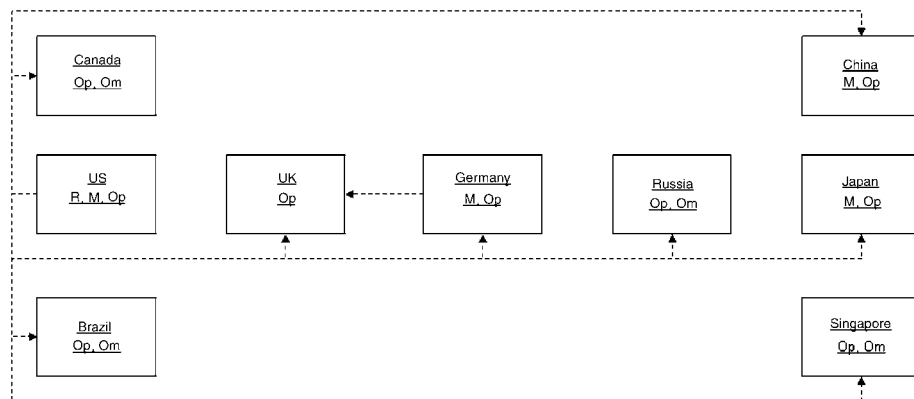 Canada
Op, Om
China
M, Op
US
R, M, Op
UK
Op
Germany
M, Op
Russia
Op, Om
Japan
M, Op
Brazil
Op, Om
Singapore
Op, Om